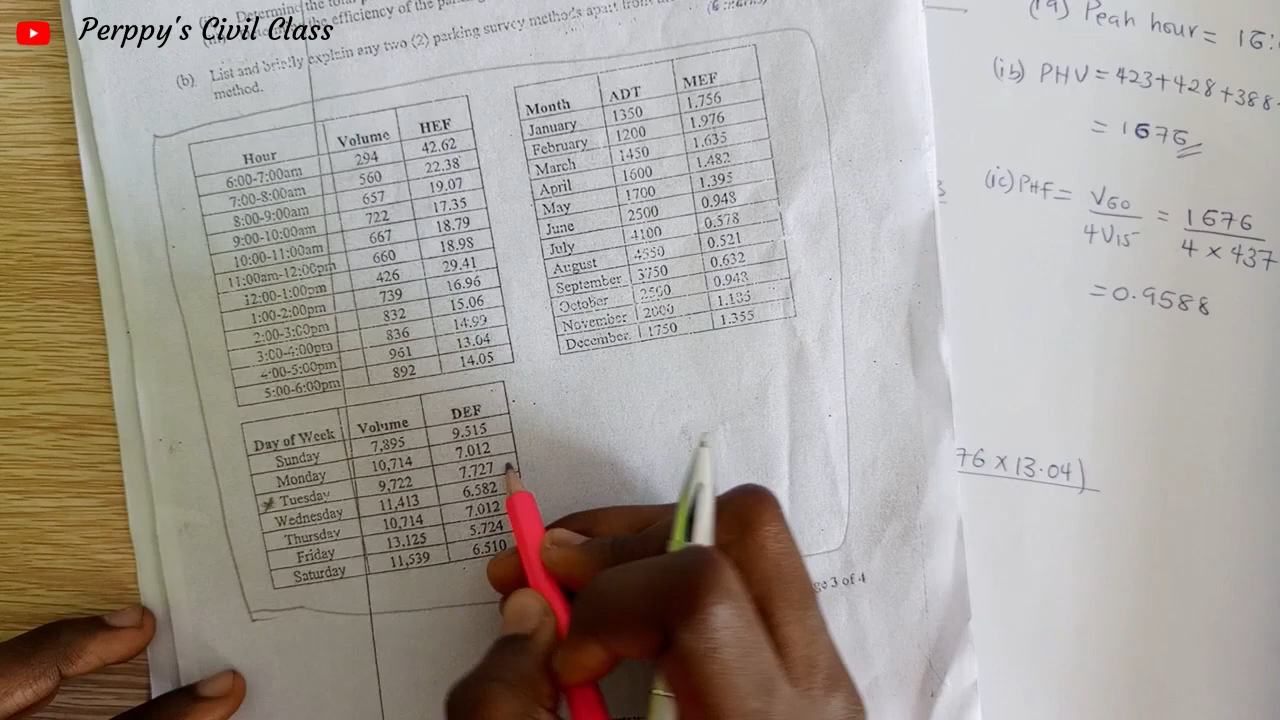 Perppy's Civil Class
Determine the total
the efficiency of the
(b) List and briefly explain any two (2) parking survey methods apart from
method.
Hour Volume HEF
6:00-7:00am 294 42.62
7:00-8:00am 560 22.38
8:00-9:00am 657 19.07
9:00-10:00am 722 17.35
10:00-11:00am 667 18.79
11:00am-12:00pm 660 18.98
12:00-1:00pm 426 29.41
1:00-2:00pm 739 16.96
2:00-3:00pm 832 15.06
3:00-4:00pm 836 14.99
4:00-5:00pm 961 13.04
5:00-6:00pm 892 14.05
Month ADT MEF
January 1350 1.756
February 1200 1.976
March 1450 1.635
April 1600 1.482
May 1700 1.395
June 2500 0.948
July 4100 0.578
August 4550 0.521
September 3750 0.632
October 2500 0.948
November 2000 1.185
December 1750 1.355
Day of Week Volume DEF
Sunday 7,895 9.515
Monday 10,714 7.012
Tuesday 9,722 7.727
Wednesday 11,413 6.582
Thursday 10,714 7.012
Friday 13,125 5.724
Saturday 11,539 6.510
3 of 4
(ia) Peak hour = 16:
(ib) PHV = 423+428+388
= 1676
(ic) PHF = V60 / 4V15 = 1676 / 4 × 437
= 0.9588
76 × 13.04)